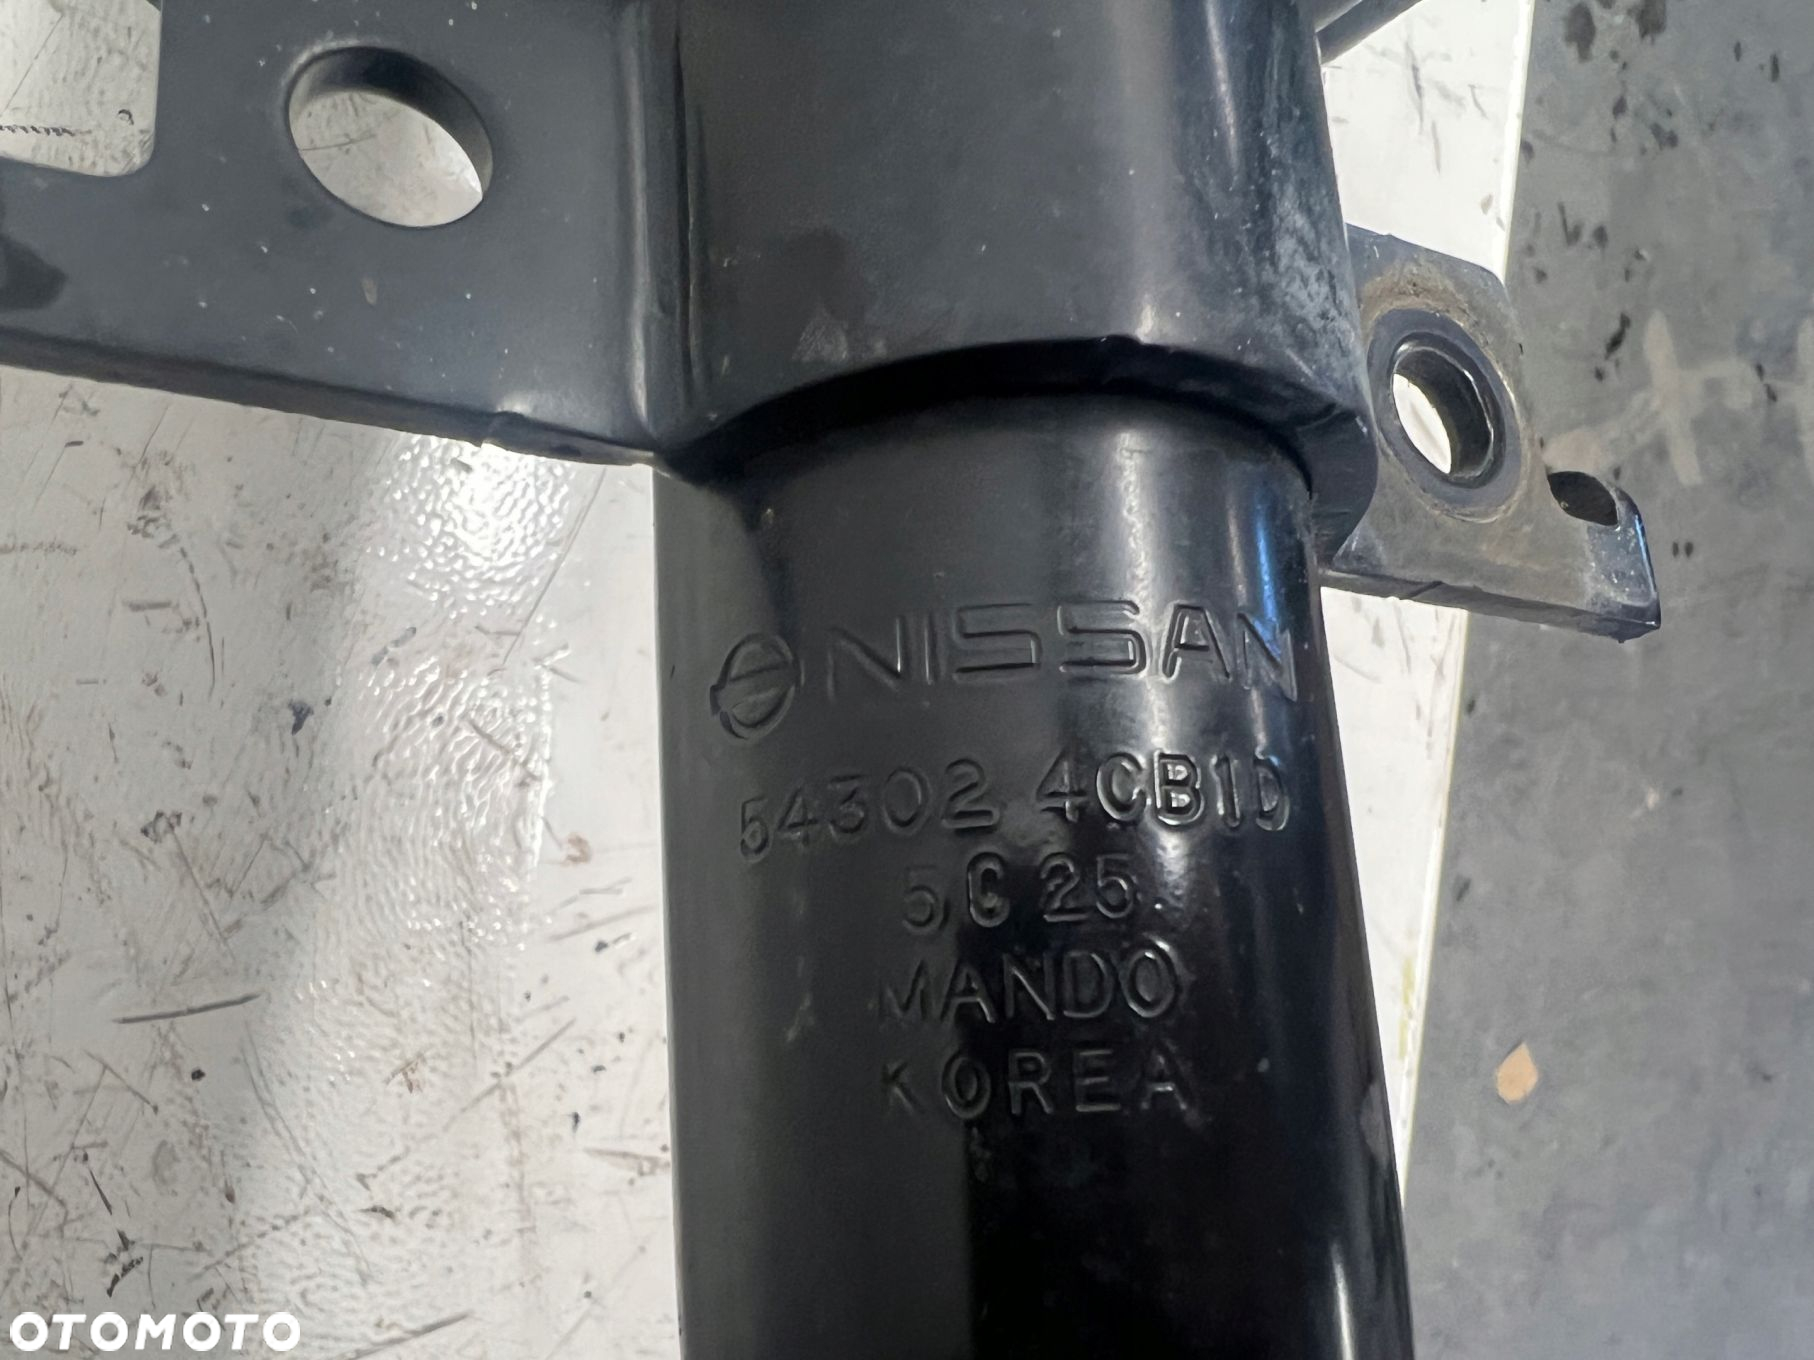 NISSAN
54302 4CB1D
5C25
MANDO
KOREA
OTOMOTO